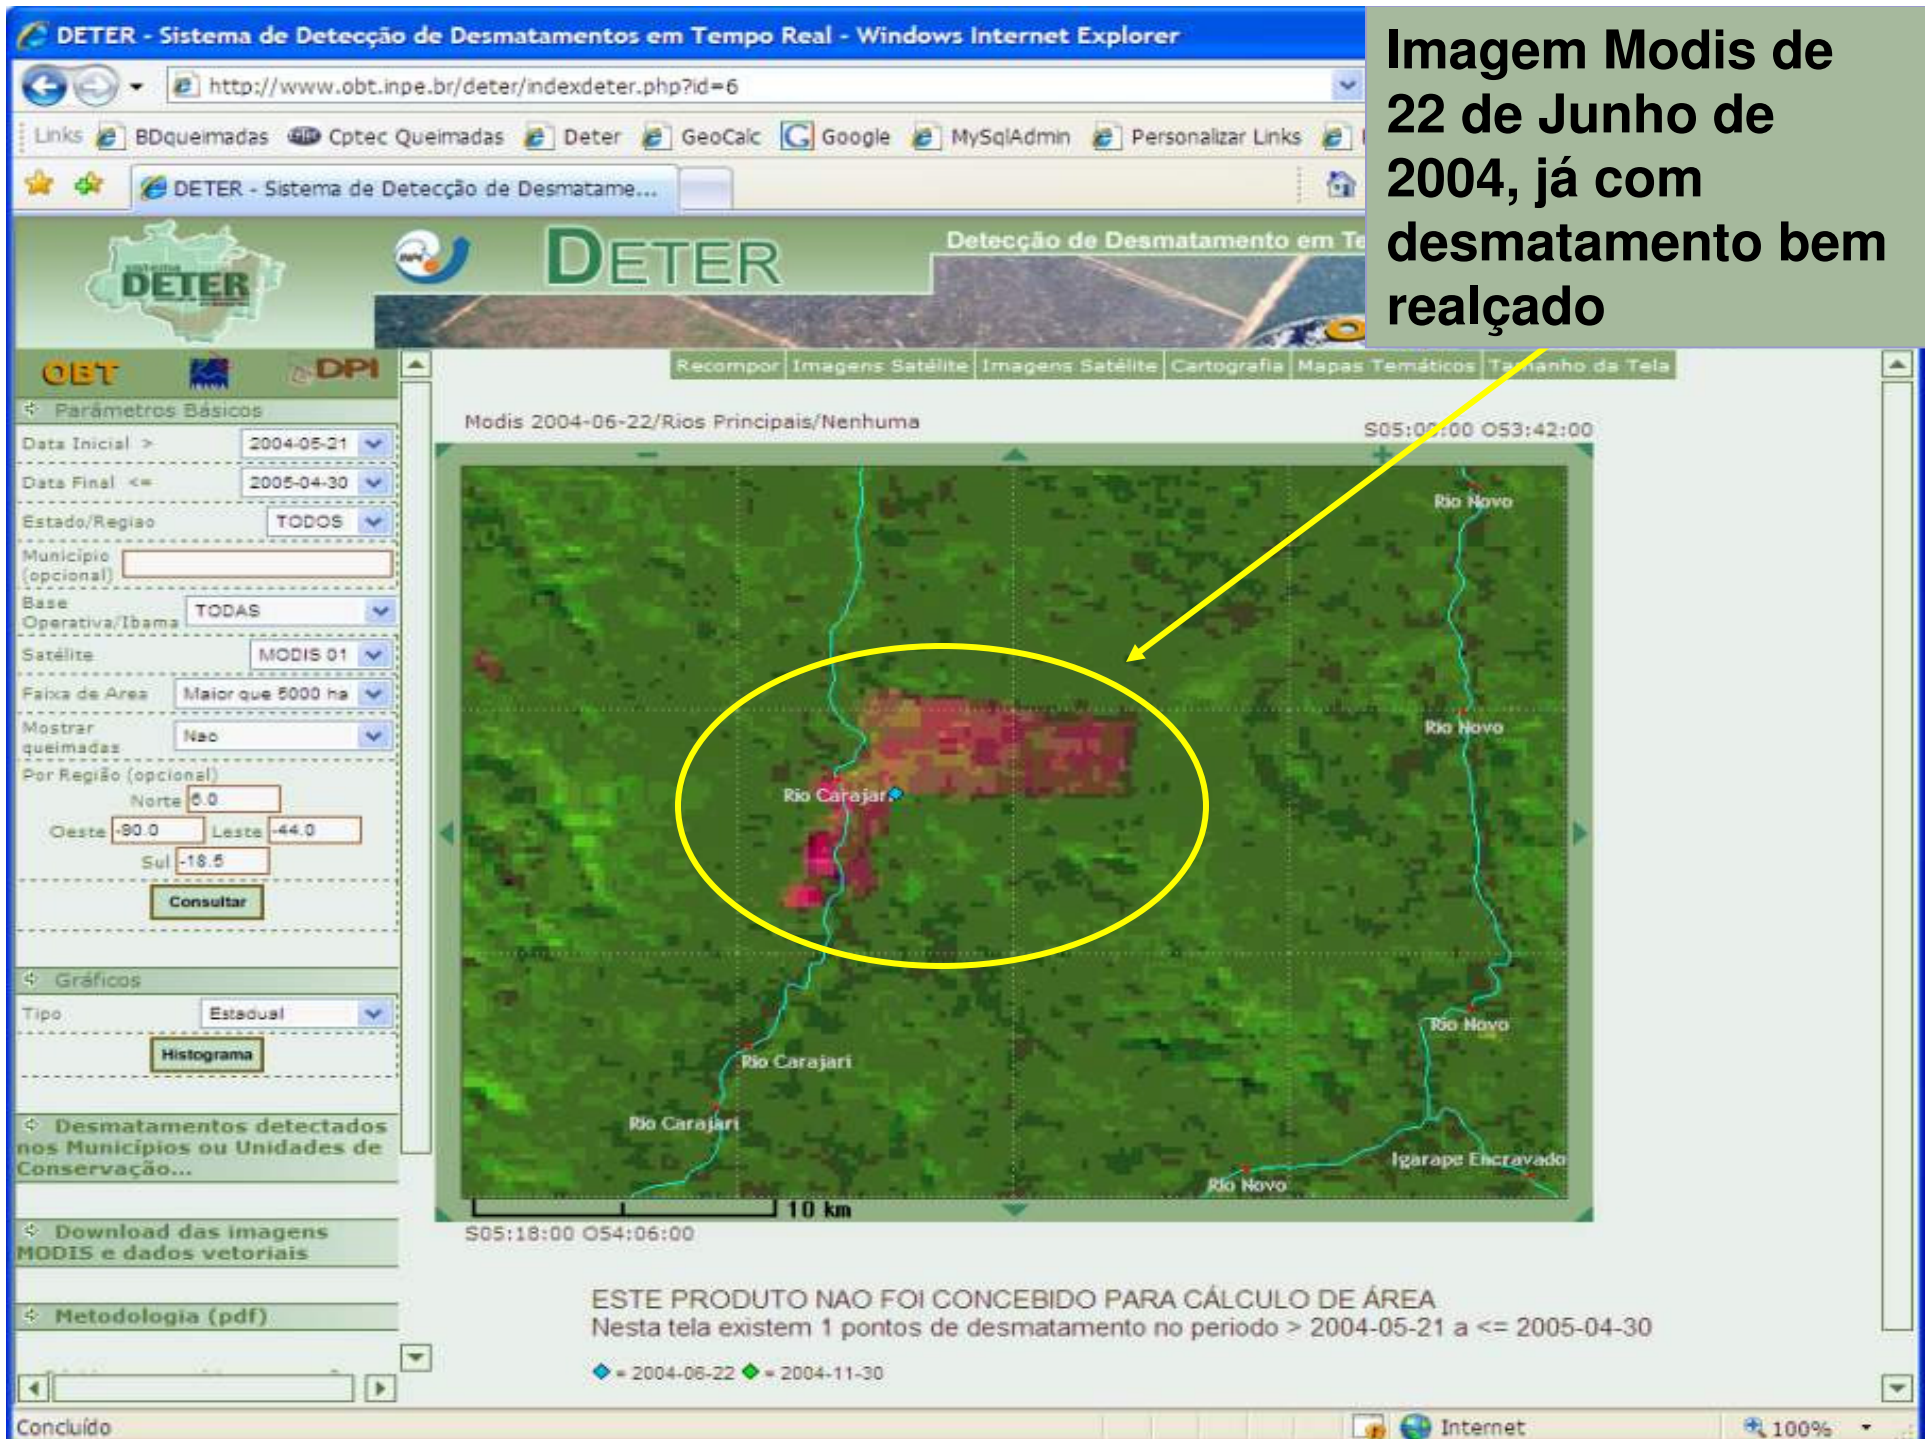 DETER - Sistema de Detecção de Desmatamentos em Tempo Real - Windows Internet Explorer
Imagem Modis de
22 de Junho de
2004, já com
desmatamento bem
realçado
http://www.obt.inpe.br/deter/indexdeter.php?id=6
Links BDqueimadas Cptec Queimadas Deter GeoCalc Google MySqlAdmin Personalizar Links
DETER - Sistema de Detecção de Desmatame...
sistema
DETER
INPE
DETER
Detecção de Desmatamento em Te
OBT IBAMA DPI
Recompor Imagens Satélite Imagens Satélite Cartografia Mapas Temáticos Tamanho da Tela
Parâmetros Básicos
Data Inicial > 2004-05-21
Data Final <= 2005-04-30
Estado/Regiao TODOS
Município
(opcional)
Base
Operativa/Ibama TODAS
Satélite MODIS 01
Faixa de Area Maior que 5000 ha
Mostrar
queimadas Nao
Por Região (opcional)
Norte 6.0
Oeste -90.0 Leste -44.0
Sul -18.5
Consultar
Gráficos
Tipo Estadual
Histograma
Desmatamentos detectados
nos Municípios ou Unidades de
Conservação...
Download das imagens
MODIS e dados vetoriais
Metodologia (pdf)
Modis 2004-06-22/Rios Principais/Nenhuma
S05:00:00 O53:42:00
Rio Novo
Rio Novo
Rio Carajari
Rio Novo
Rio Carajari
Rio Carajari
Igarape Encravado
Rio Novo
10 km
S05:18:00 O54:06:00
ESTE PRODUTO NAO FOI CONCEBIDO PARA CÁLCULO DE ÁREA
Nesta tela existem 1 pontos de desmatamento no periodo > 2004-05-21 a <= 2005-04-30
= 2004-06-22 = 2004-11-30
Concluído
Internet
100%